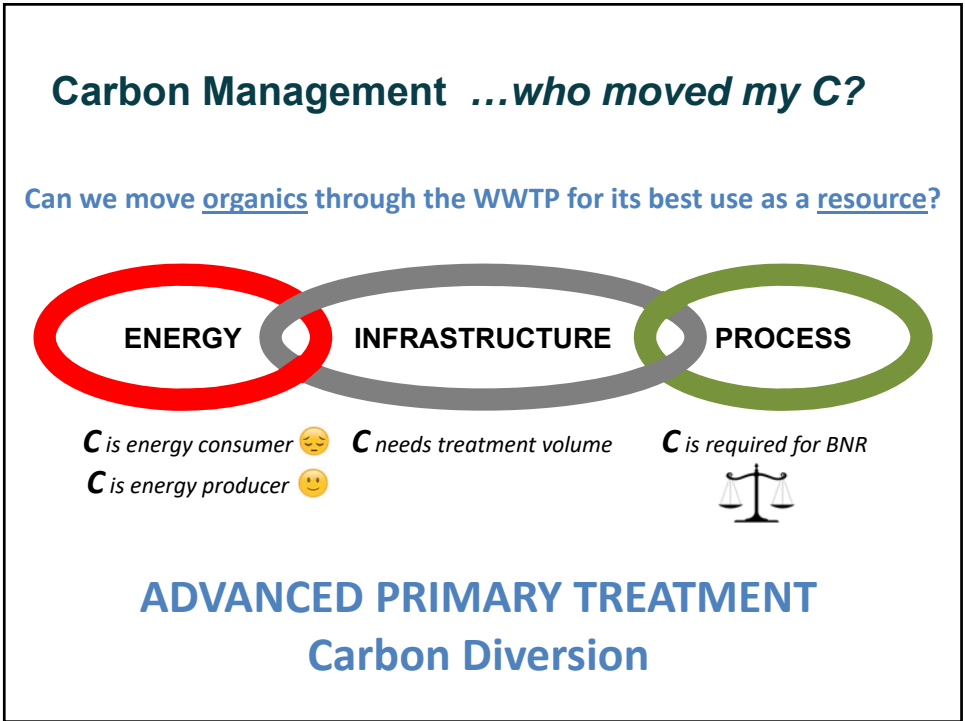 Carbon Management …who moved my C?
Can we move organics through the WWTP for its best use as a resource?
ENERGY INFRASTRUCTURE PROCESS
C is energy consumer 😔 C needs treatment volume C is required for BNR
C is energy producer 🙂
ADVANCED PRIMARY TREATMENT
Carbon Diversion